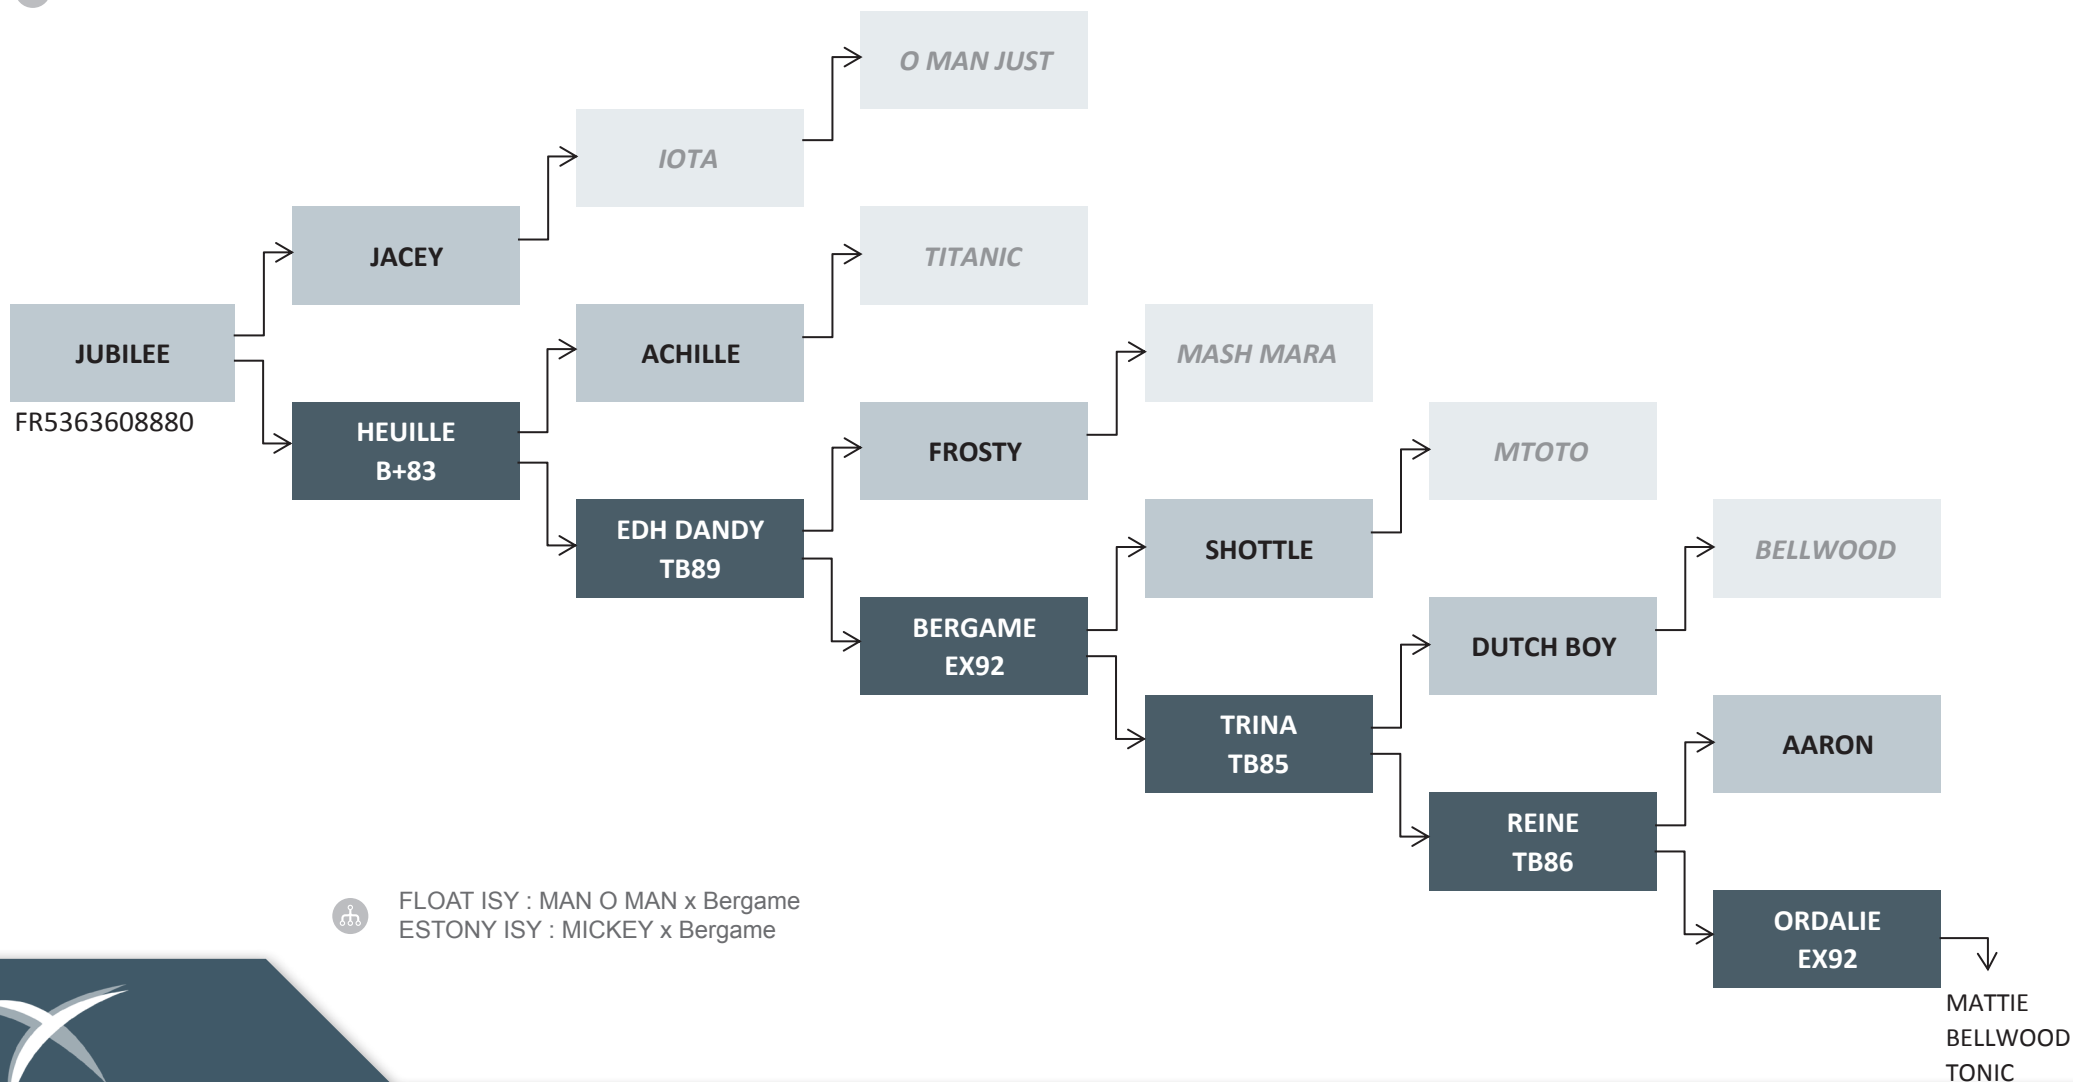 O MAN JUST
IOTA
JACEY
TITANIC
JUBILEE
FR5363608880
ACHILLE
MASH MARA
HEUILLE
B+83
FROSTY
MTOTO
EDH DANDY
TB89
SHOTTLE
BELLWOOD
BERGAME
EX92
DUTCH BOY
TRINA
TB85
AARON
REINE
TB86
FLOAT ISY : MAN O MAN x Bergame
ESTONY ISY : MICKEY x Bergame
ORDALIE
EX92
MATTIE
BELLWOOD
TONIC